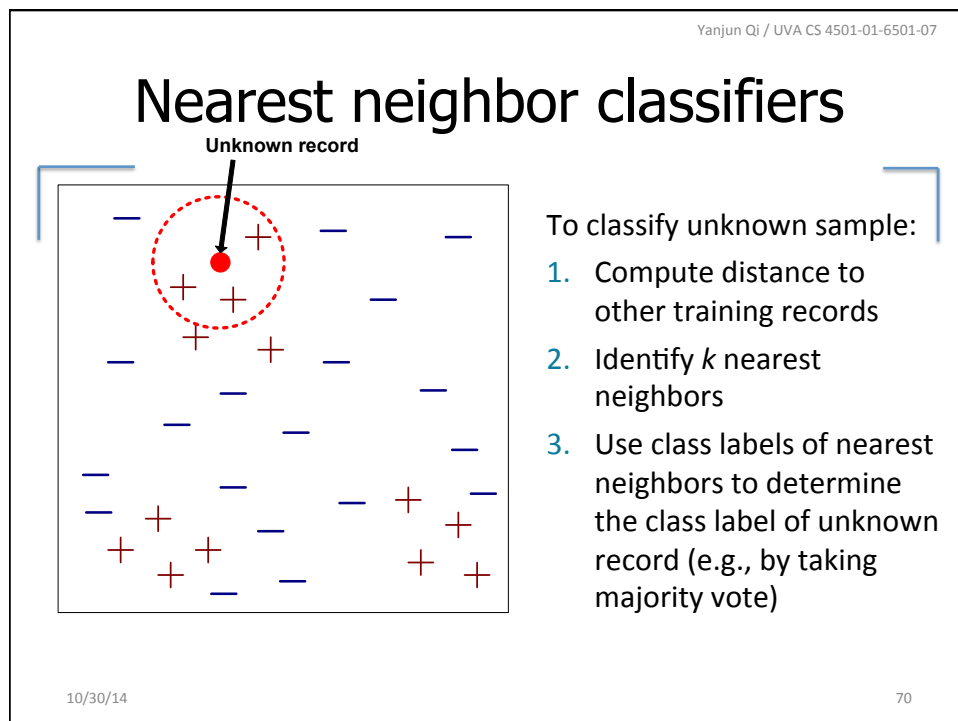 Yanjun Qi / UVA CS 4501-01-6501-07
Nearest neighbor classifiers
Unknown record
To classify unknown sample:
1. Compute distance to
other training records
2. Identify k nearest
neighbors
3. Use class labels of nearest
neighbors to determine
the class label of unknown
record (e.g., by taking
majority vote)
10/30/14
70